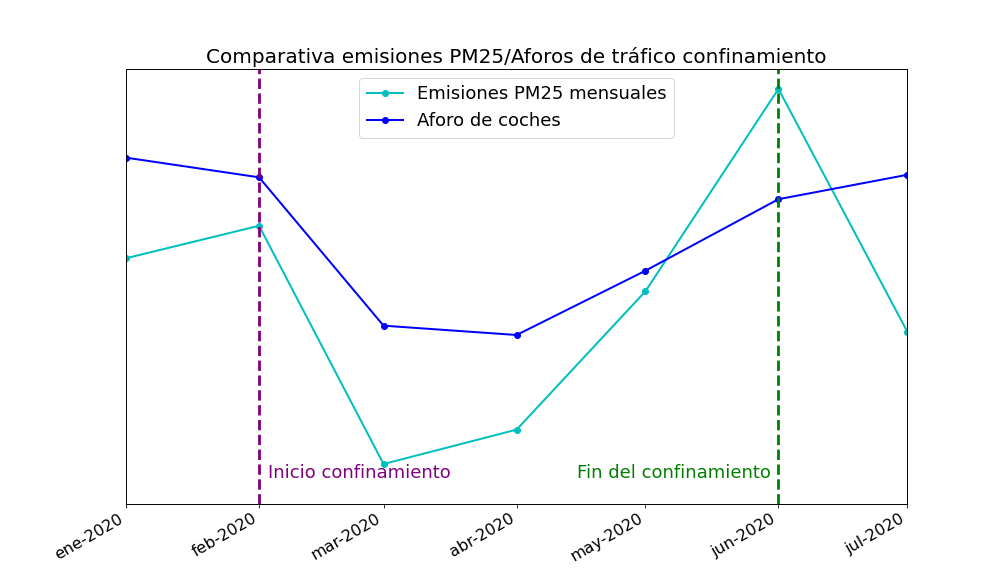 Comparativa emisiones PM25/Aforos de tráfico confinamiento
Emisiones PM25 mensuales
Aforo de coches
Inicio confinamiento
Fin del confinamiento
ene-2020
feb-2020
mar-2020
abr-2020
may-2020
jun-2020
jul-2020